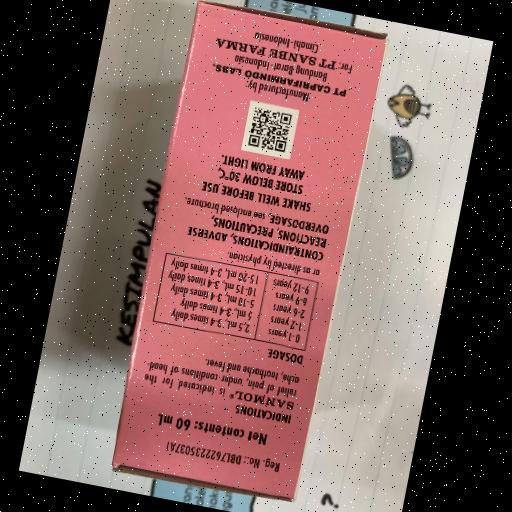 Reg. No.: DBL7622235037A1
Net contents: 60 ml
INDICATIONS
SANMOL® is indicated for the
relief of pain, under conditions of head
ache, toothache and fever.
DOSAGE
0-1 years 2.5 mL, 3-4 times daily
1-2 years 5 mL, 3-4 times daily
2-6 years 5-10 mL, 3-4 times daily
6-9 years 10-15 mL, 3-4 times daily
9-12 years 15-20 mL, 3-4 times daily
or as directed by physician.
CONTRAINDICATIONS, ADVERSE
REACTIONS, PRECAUTIONS,
OVERDOSAGE, see enclosed brochure.
SHAKE WELL BEFORE USE
STORE BELOW 30°C
AWAY FROM LIGHT.
Manufactured by:
PT CAPRIFARMINDO LABS.
Bandung Barat-Indonesia
For: PT SANBE FARMA
Cimahi-Indonesia
KESIMPULAN
?